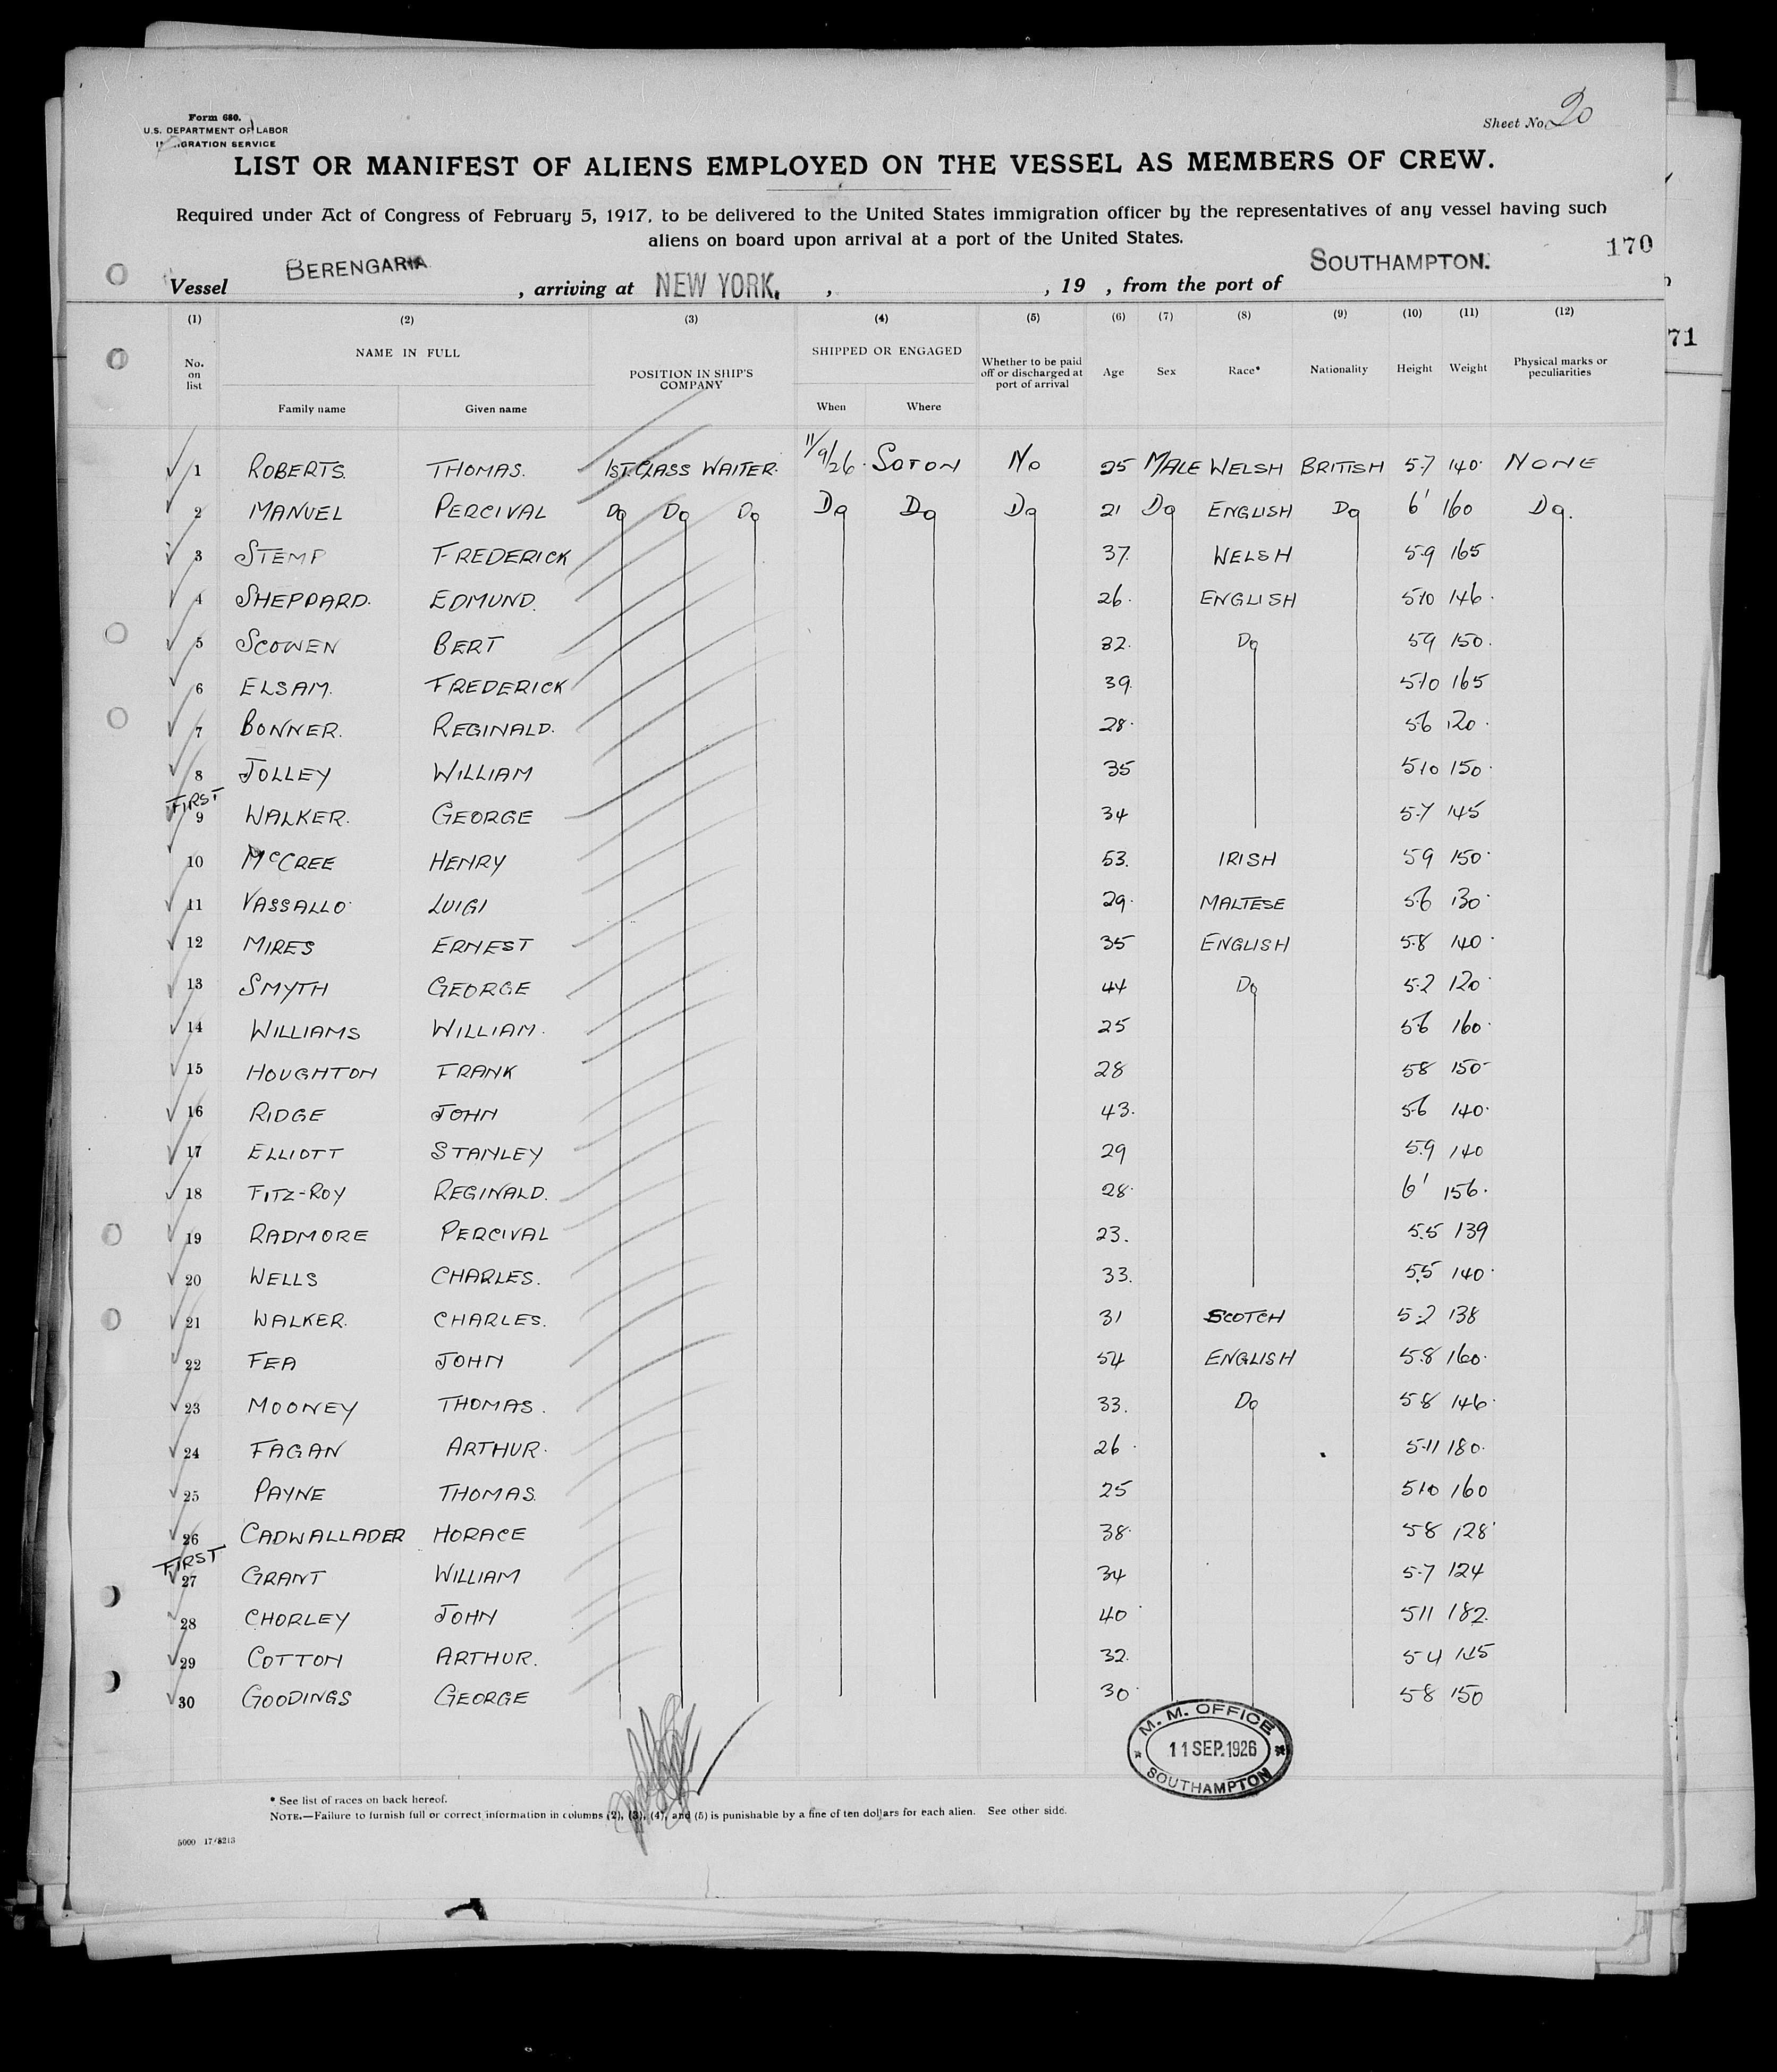 Form 680.
U.S. DEPARTMENT OF LABOR
IMMIGRATION SERVICE
Sheet No. 20
LIST OR MANIFEST OF ALIENS EMPLOYED ON THE VESSEL AS MEMBERS OF CREW.
Required under Act of Congress of February 5, 1917, to be delivered to the United States immigration officer by the representatives of any vessel having such
aliens on board upon arrival at a port of the United States.
170
Vessel BERENGARIA, arriving at NEW YORK, , 19 , from the port of SOUTHAMPTON.
71
(1) (2) (3) (4) (5) (6) (7) (8) (9) (10) (11) (12)
No. on list NAME IN FULL POSITION IN SHIP'S COMPANY SHIPPED OR ENGAGED Whether to be paid off or discharged at port of arrival Age Sex Race* Nationality Height Weight Physical marks or peculiarities
Family name Given name When Where
1 ROBERTS. THOMAS. 1ST. CLASS WAITER. 11/9/26. SOTON No 25 MALE WELSH BRITISH 5-7 140. NONE
2 MANUEL PERCIVAL Do Do Do Do Do Do 21 Do ENGLISH Do 6' 160 Do.
3 STEMP FREDERICK 37. WELSH 5-9 165
4 SHEPPARD. EDMUND. 26. ENGLISH 5-10 146.
5 SCOWEN BERT 32. Do 59 150.
6 ELSAM. FREDERICK 39. 5-10 165
7 BONNER. REGINALD. 28. 5-6 120.
8 JOLLEY WILLIAM 35 510 150.
FIRST
9 WALKER. GEORGE 34 5-7 145
10 McCREE HENRY 53. IRISH 59 150.
11 VASSALLO LUIGI 29. MALTESE 5-6 130.
12 MIRES ERNEST 35 ENGLISH 5-8 140.
13 SMYTH GEORGE 44 Do 5-2 120.
14 WILLIAMS WILLIAM. 25 56 160.
15 HOUGHTON FRANK 28 58 150-
16 RIDGE JOHN 43. 5-6 140.
17 ELLIOTT STANLEY 29 5.9 140
18 FITZ-ROY REGINALD. 28. 6' 156.
19 RADMORE PERCIVAL 23. 5.5 139
20 WELLS CHARLES. 33. 5.5 140.
21 WALKER. CHARLES. 31 SCOTCH 5-2 138
22 FEA JOHN 54 ENGLISH 5.8 160.
23 MOONEY THOMAS. 33. Do 5-8 146.
24 FAGAN ARTHUR. 26. 5-11 180.
25 PAYNE THOMAS. 25 510 160
26 CADWALLADER HORACE 38. 58 128
FIRST
27 GRANT WILLIAM 34 5-7 124
28 CHORLEY JOHN 40 511 182.
29 COTTON ARTHUR. 32. 5-4
30 GOODINGS GEORGE 30. 5-8 150
M. M. OFFICE
11 SEP. 1926
SOUTHAMPTON
* See list of races on back hereof.
NOTE.—Failure to furnish full or correct information in columns (2), (3), (4), and (5) is punishable by a fine of ten dollars for each alien. See other side.
5000 17/8213